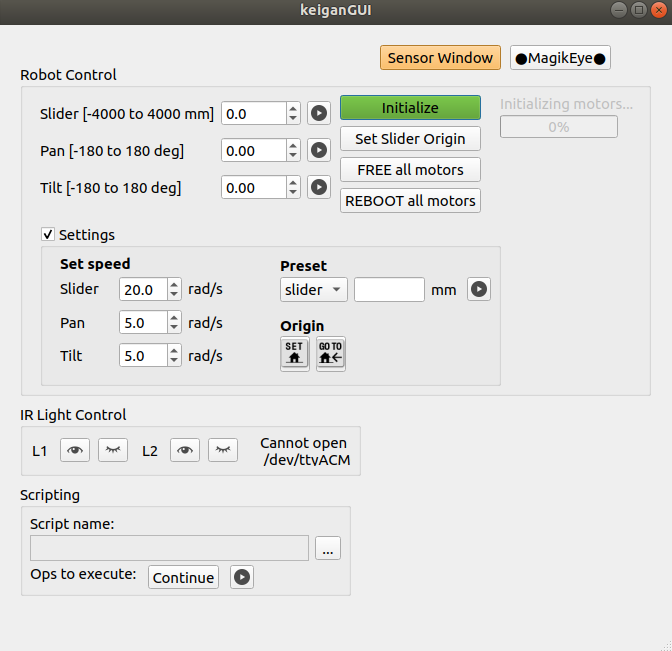 keiganGUI
Sensor Window
●MagikEye●
Robot Control
Slider [-4000 to 4000 mm] 0.0
Initialize
Initializing motors...
0%
Set Slider Origin
Pan [-180 to 180 deg] 0.00
FREE all motors
Tilt [-180 to 180 deg] 0.00
REBOOT all motors
Settings
Set speed
Slider 20.0 rad/s
Pan 5.0 rad/s
Tilt 5.0 rad/s
Preset
slider mm
Origin
SET
GO TO
IR Light Control
L1 L2
Cannot open
/dev/ttyACM
Scripting
Script name:
...
Ops to execute: Continue